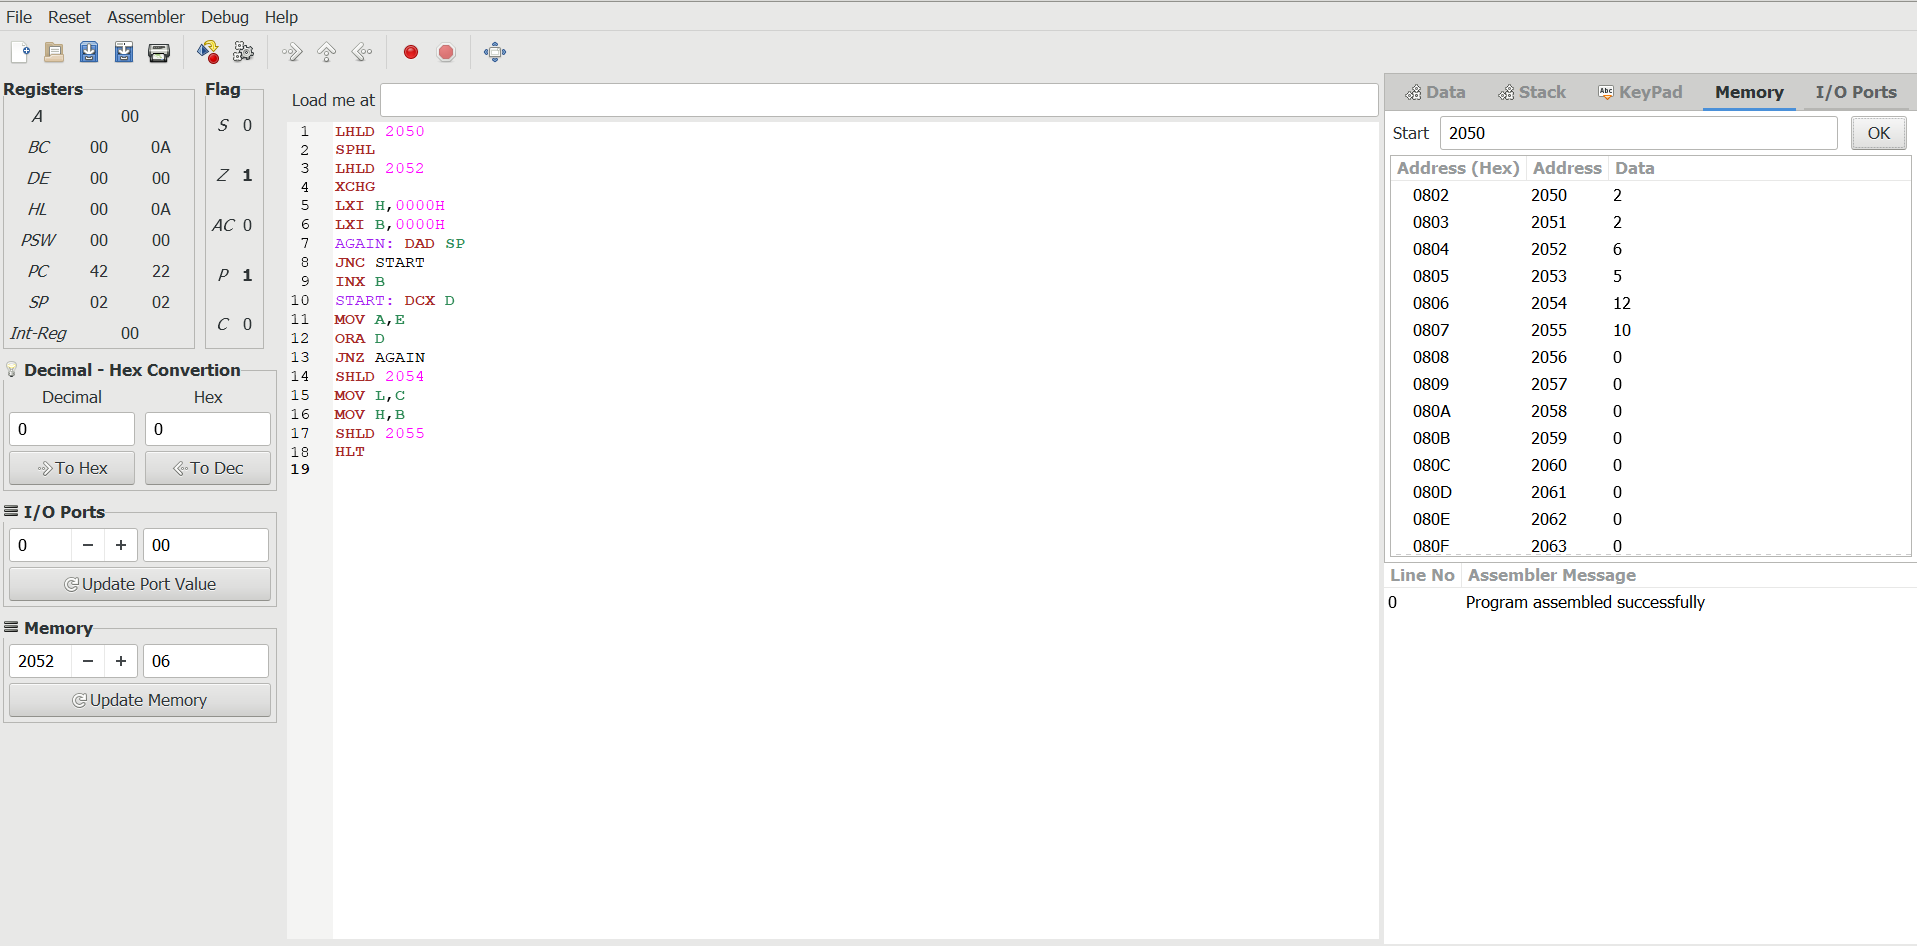 File Reset Assembler Debug Help
Registers
A 00
BC 00 0A
DE 00 00
HL 00 0A
PSW 00 00
PC 42 22
SP 02 02
Int-Reg 00
Flag
S 0
Z 1
AC 0
P 1
C 0
Decimal - Hex Convertion
Decimal Hex
0 0
To Hex To Dec
I/O Ports
0 − + 00
Update Port Value
Memory
2052 − + 06
Update Memory
Load me at
1 LHLD 2050
2 SPHL
3 LHLD 2052
4 XCHG
5 LXI H,0000H
6 LXI B,0000H
7 AGAIN: DAD SP
8 JNC START
9 INX B
10 START: DCX D
11 MOV A,E
12 ORA D
13 JNZ AGAIN
14 SHLD 2054
15 MOV L,C
16 MOV H,B
17 SHLD 2055
18 HLT
19
Data Stack Abc KeyPad Memory I/O Ports
Start 2050 OK
Address (Hex) Address Data
0802 2050 2
0803 2051 2
0804 2052 6
0805 2053 5
0806 2054 12
0807 2055 10
0808 2056 0
0809 2057 0
080A 2058 0
080B 2059 0
080C 2060 0
080D 2061 0
080E 2062 0
080F 2063 0
Line No Assembler Message
0 Program assembled successfully